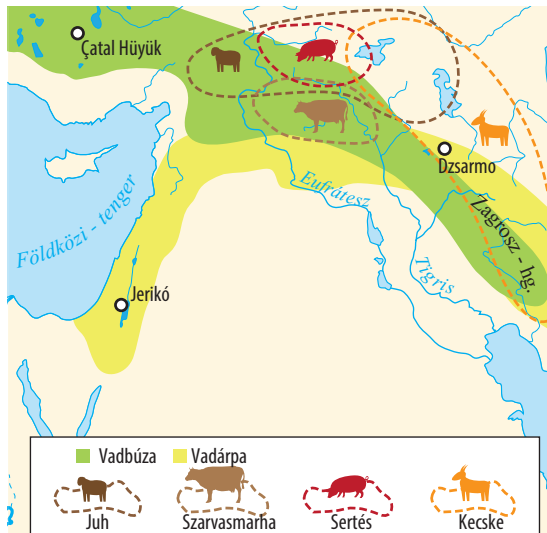 Çatal Hüyük
Dzsarmo
Eufrátesz
Zagrosz - hg.
Földközi - tenger
Tigris
Jerikó
Vadbúza Vadárpa
Juh Szarvasmarha Sertés Kecske